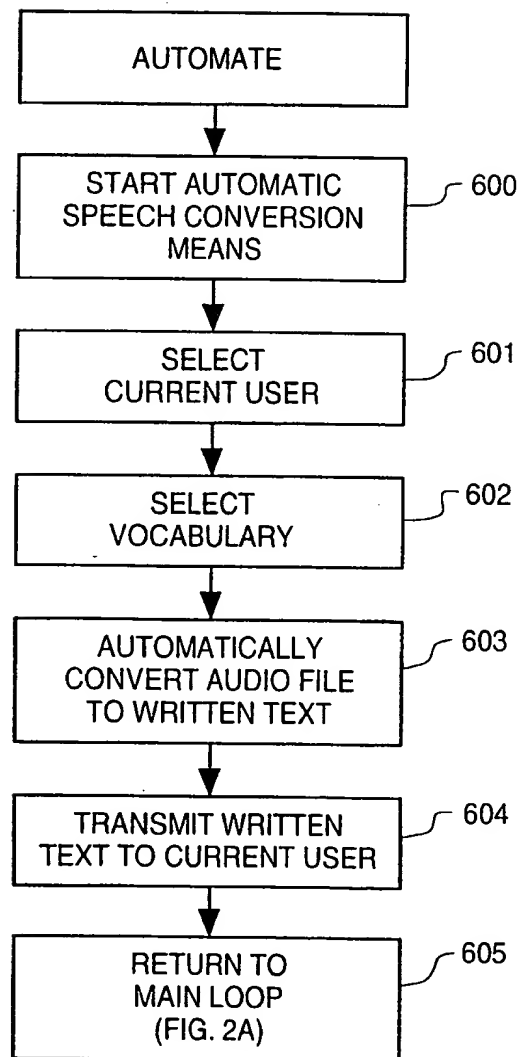 AUTOMATE
START AUTOMATIC
SPEECH CONVERSION
MEANS
600
SELECT
CURRENT USER
601
SELECT
VOCABULARY
602
AUTOMATICALLY
CONVERT AUDIO FILE
TO WRITTEN TEXT
603
TRANSMIT WRITTEN
TEXT TO CURRENT USER
604
RETURN TO
MAIN LOOP
(FIG. 2A)
605